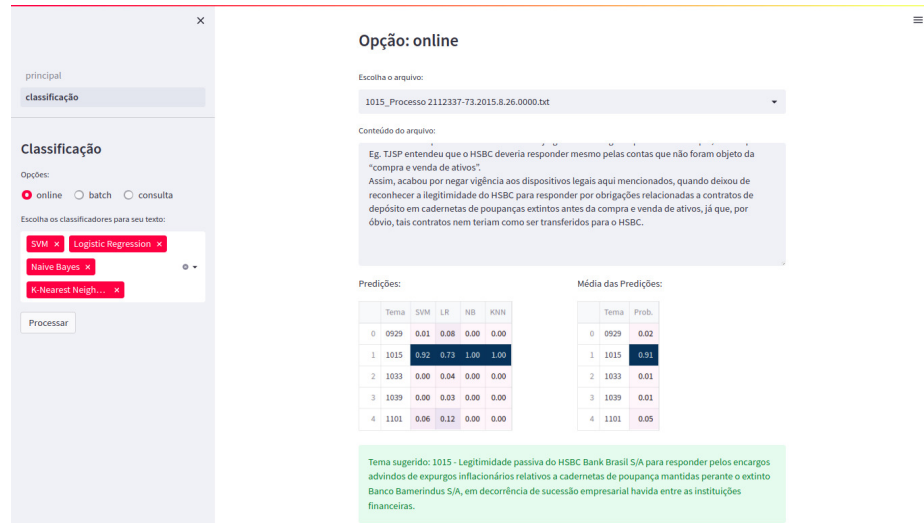 principal
classificação
Classificação
Opções:
online batch consulta
Escolha os classificadores para seu texto:
SVM × Logistic Regression ×
Naive Bayes ×
K-Nearest Neigh... ×
Processar
Opção: online
Escolha o arquivo:
1015_Processo 2112337-73.2015.8.26.0000.txt
Conteúdo do arquivo:
Eg. TJSP entendeu que o HSBC deveria responder mesmo pelas contas que não foram objeto da
“compra e venda de ativos”.
Assim, acabou por negar vigência aos dispositivos legais aqui mencionados, quando deixou de
reconhecer a ilegitimidade do HSBC para responder por obrigações relacionadas a contratos de
depósito em cadernetas de poupanças extintos antes da compra e venda de ativos, já que, por
óbvio, tais contratos nem teriam como ser transferidos para o HSBC.
Predições:
Tema SVM LR NB KNN
0 0929 0.01 0.08 0.00 0.00
1 1015 0.92 0.73 1.00 1.00
2 1033 0.00 0.04 0.00 0.00
3 1039 0.00 0.03 0.00 0.00
4 1101 0.06 0.12 0.00 0.00
Média das Predições:
Tema Prob.
0 0929 0.02
1 1015 0.91
2 1033 0.01
3 1039 0.01
4 1101 0.05
Tema sugerido: 1015 - Legitimidade passiva do HSBC Bank Brasil S/A para responder pelos encargos
advindos de expurgos inflacionários relativos a cadernetas de poupança mantidas perante o extinto
Banco Bamerindus S/A, em decorrência de sucessão empresarial havida entre as instituições
financeiras.